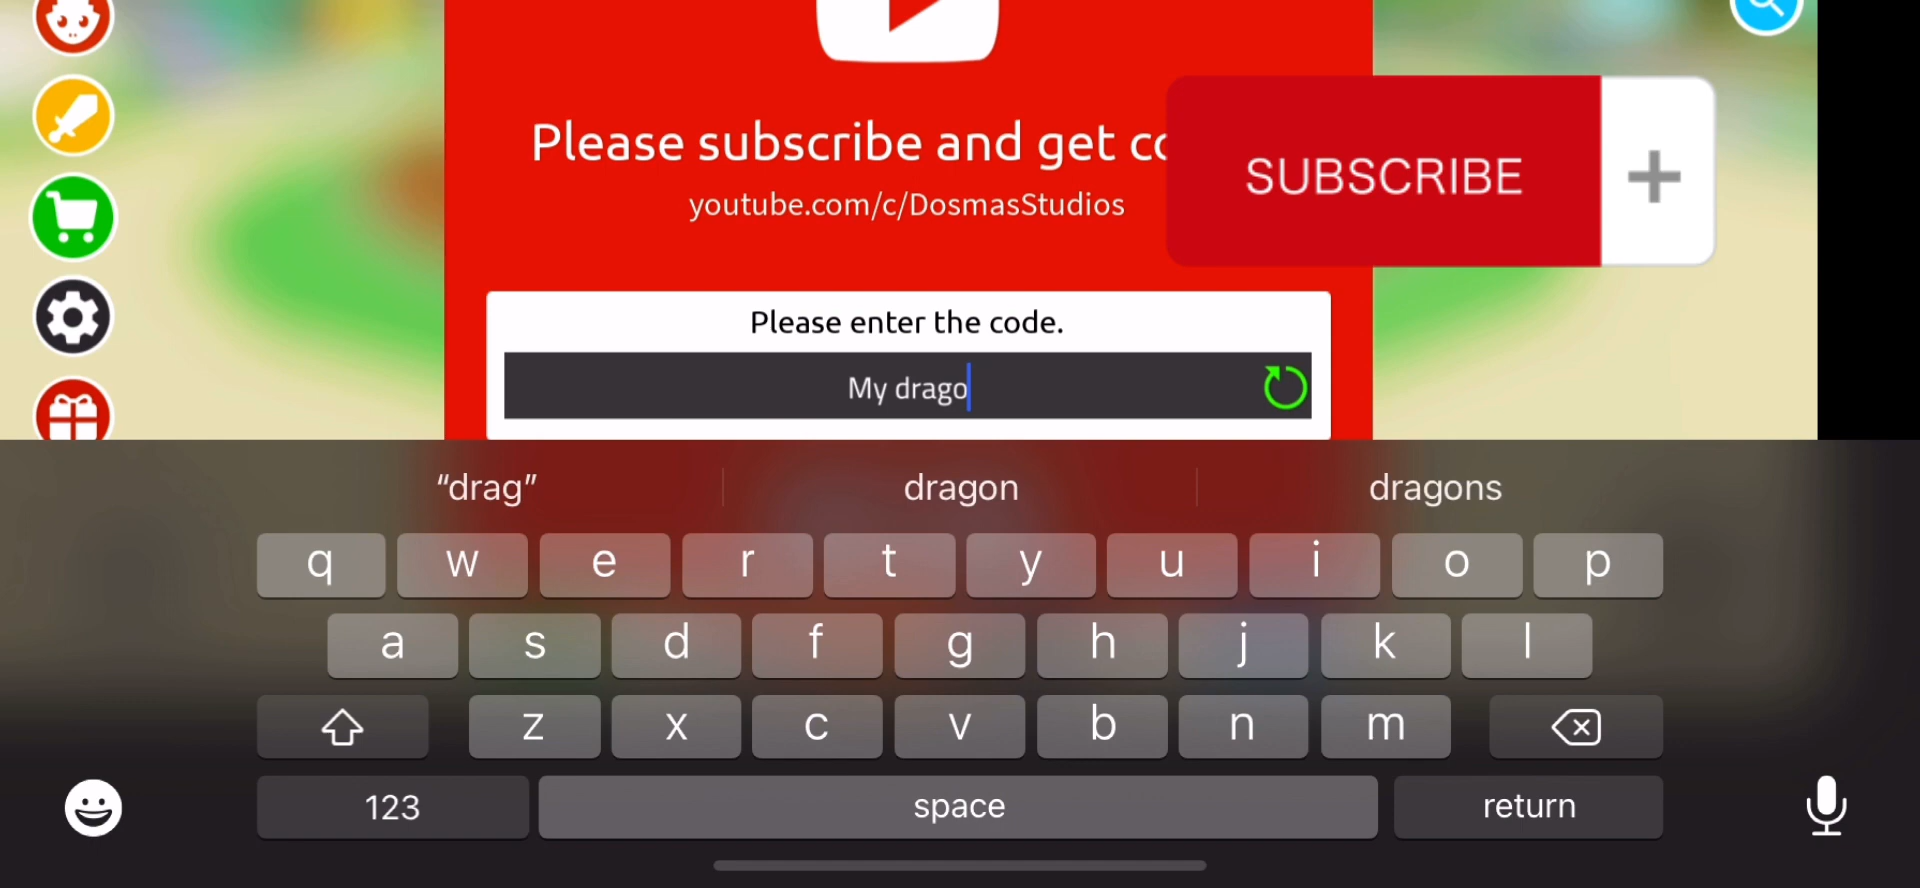 Please subscribe and get co
SUBSCRIBE +
youtube.com/c/DosmasStudios
Please enter the code.
My drago
“drag” dragon dragons
q w e r t y u i o p
a s d f g h j k l
z x c v b n m
123 space return